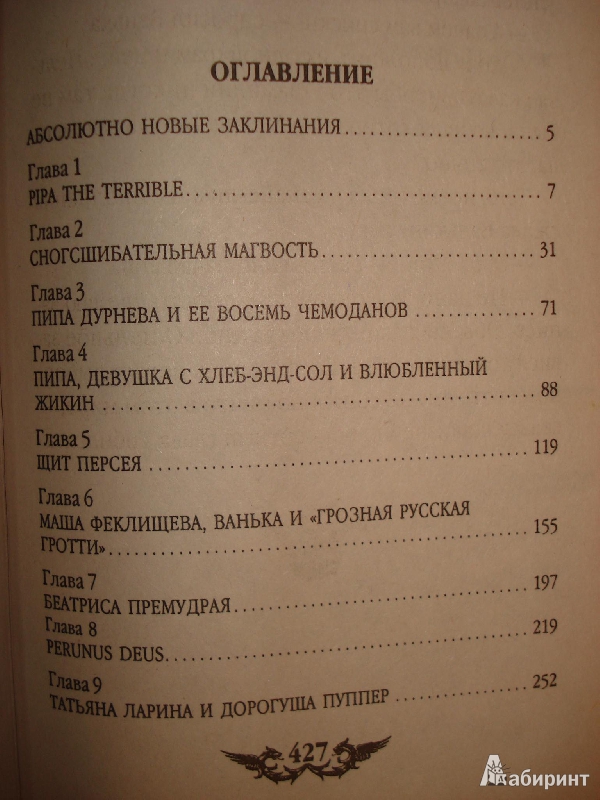 ОГЛАВЛЕНИЕ
АБСОЛЮТНО НОВЫЕ ЗАКЛИНАНИЯ.....................5
Глава 1
PIPA THE TERRIBLE.....................7
Глава 2
СНОГСШИБАТЕЛЬНАЯ МАГВОСТЬ.....................31
Глава 3
ПИПА ДУРНЕВА И ЕЕ ВОСЕМЬ ЧЕМОДАНОВ.....................71
Глава 4
ПИПА, ДЕВУШКА С ХЛЕБ-ЭНД-СОЛ И ВЛЮБЛЕННЫЙ
ЖИКИН.....................88
Глава 5
ЩИТ ПЕРСЕЯ.....................119
Глава 6
МАША ФЕКЛИЩЕВА, ВАНЬКА И «ГРОЗНАЯ РУССКАЯ
ГРОТТИ».....................155
Глава 7
БЕАТРИСА ПРЕМУДРАЯ.....................197
Глава 8
PERUNUS DEUS.....................219
Глава 9
ТАТЬЯНА ЛАРИНА И ДОРОГУША ПУППЕР.....................252
427
Лабиринт